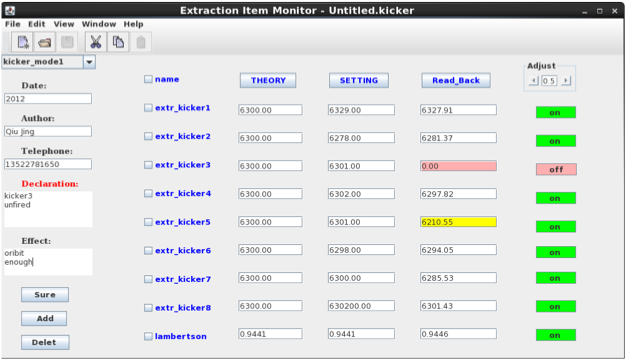 Extraction Item Monitor - Untitled.kicker
File Edit View Window Help
kicker_mode1
Date:
2012
Author:
Qiu Jing
Telephone:
13522781650
Declaration:
kicker3
unfired
Effect:
oribit
enough
Sure
Add
Delet
name THEORY SETTING Read_Back
Adjust
0.5
extr_kicker1 6300.00 6329.00 6327.91 on
extr_kicker2 6300.00 6278.00 6281.37 on
extr_kicker3 6300.00 6301.00 0.00 off
extr_kicker4 6300.00 6302.00 6297.82 on
extr_kicker5 6300.00 6301.00 6210.55 on
extr_kicker6 6300.00 6298.00 6294.05 on
extr_kicker7 6300.00 6300.00 6285.53 on
extr_kicker8 6300.00 630200.00 6301.43 on
lambertson 0.9441 0.9441 0.9446 on